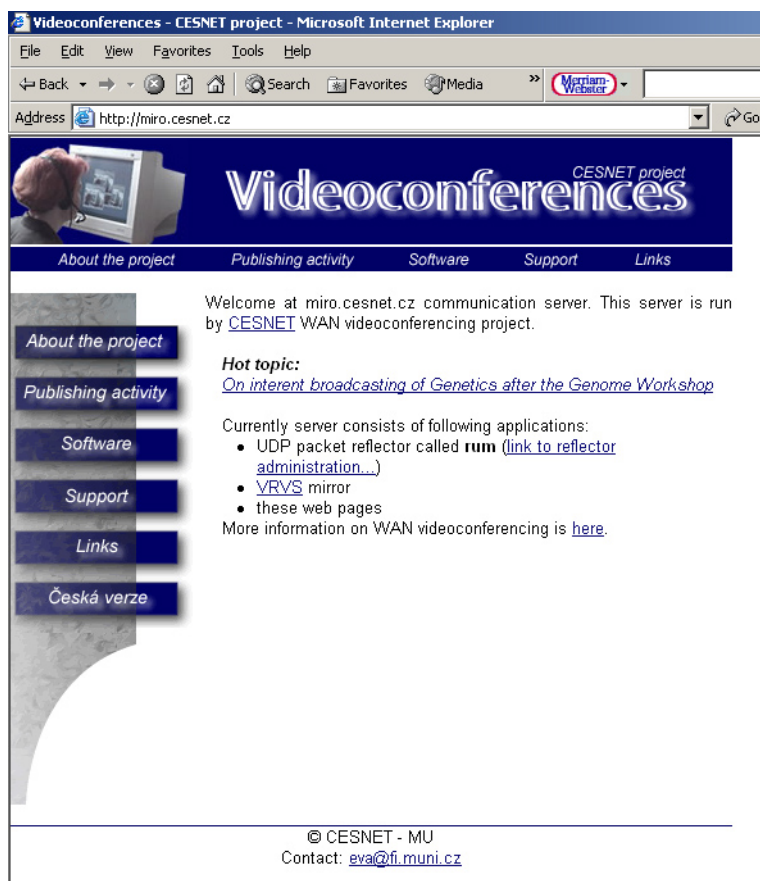 Videoconferences - CESNET project - Microsoft Internet Explorer
File Edit View Favorites Tools Help
Back Search Favorites Media » Merriam-Webster
Address http://miro.cesnet.cz Go
CESNET project
Videoconferences
About the project Publishing activity Software Support Links
About the project
Publishing activity
Software
Support
Links
Česká verze
Welcome at miro.cesnet.cz communication server. This server is run
by CESNET WAN videoconferencing project.
Hot topic:
On interent broadcasting of Genetics after the Genome Workshop
Currently server consists of following applications:
• UDP packet reflector called rum (link to reflector
administration...)
• VRVS mirror
• these web pages
More information on WAN videoconferencing is here.
© CESNET - MU
Contact: eva@fi.muni.cz